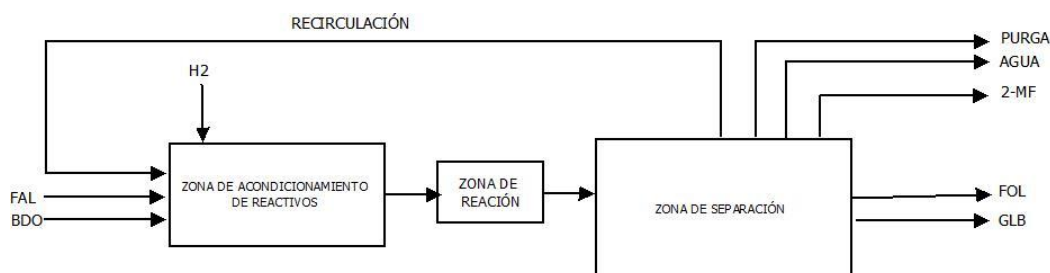 RECIRCULACIÓN
PURGA
AGUA
H2
2-MF
ZONA DE ACONDICIONAMIENTO
DE REACTIVOS
ZONA DE
REACIÓN
ZONA DE SEPARACIÓN
FAL
BDO
FOL
GLB